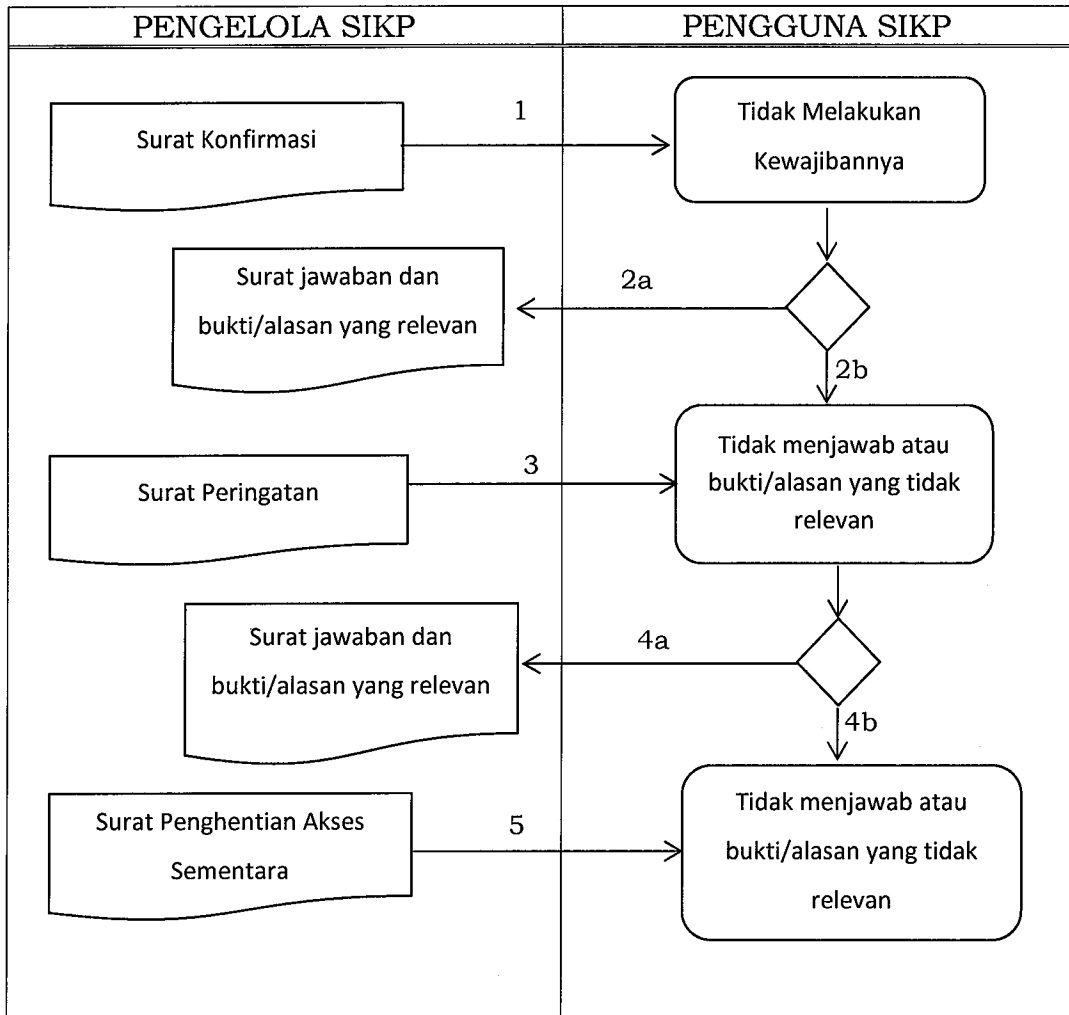 PENGELOLA SIKP
PENGGUNA SIKP
Surat Konfirmasi
1
Tidak Melakukan
Kewajibannya
Surat jawaban dan
bukti/alasan yang relevan
2a
2b
Surat Peringatan
3
Tidak menjawab atau
bukti/alasan yang tidak
relevan
Surat jawaban dan
bukti/alasan yang relevan
4a
4b
Surat Penghentian Akses
Sementara
5
Tidak menjawab atau
bukti/alasan yang tidak
relevan